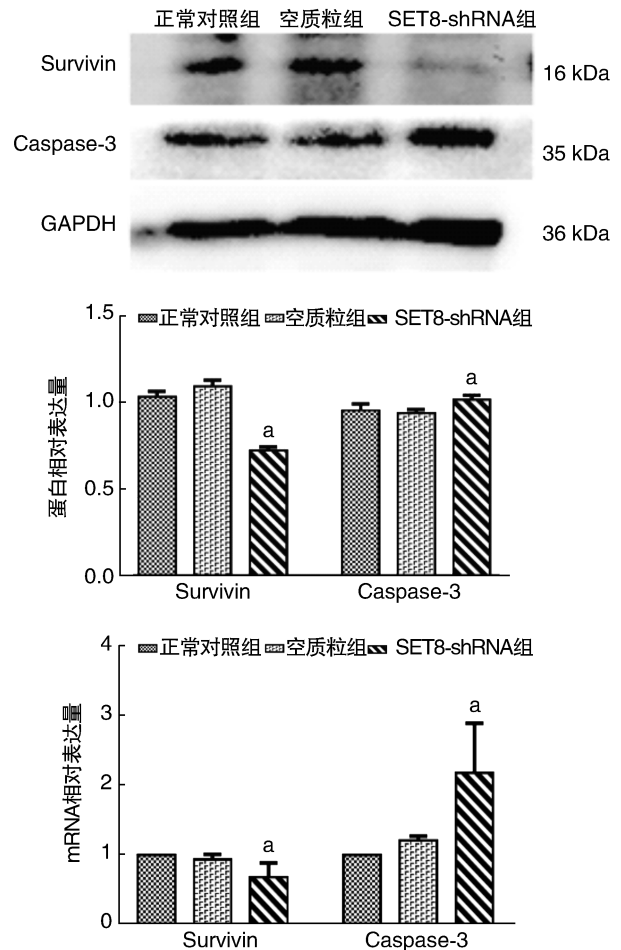 正常对照组 空质粒组 SET8-shRNA组
Survivin 16 kDa
Caspase-3 35 kDa
GAPDH 36 kDa
1.5
正常对照组 空质粒组 SET8-shRNA组
蛋白相对表达量
1.0
0.5
0.0
a
a
Survivin Caspase-3
4
正常对照组 空质粒组 SET8-shRNA组
mRNA相对表达量
3
2
1
0
a
a
Survivin Caspase-3